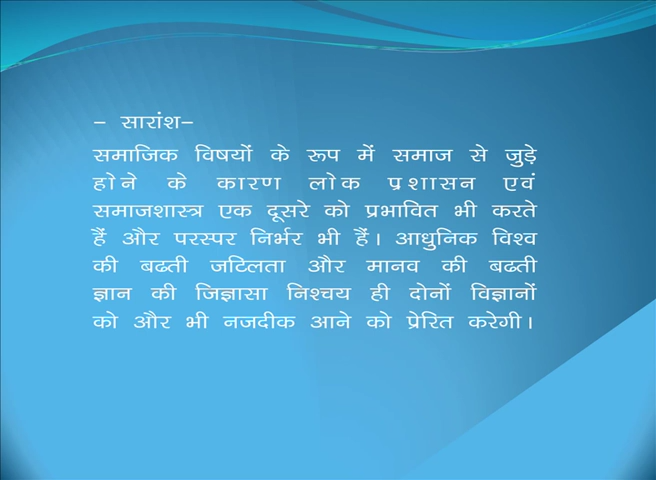 - सारांश-
समाजिक विषयों के रूप में समाज से जुड़े
होने के कारण लोक प्रशासन एवं
समाजशास्त्र एक दूसरे को प्रभावित भी करते
हैं और परस्पर निर्भर भी हैं। आधुनिक विश्व
की बढती जटिलता और मानव की बढती
ज्ञान की जिज्ञासा निश्चय ही दोनों विज्ञानों
को और भी नजदीक आने को प्रेरित करेगी।